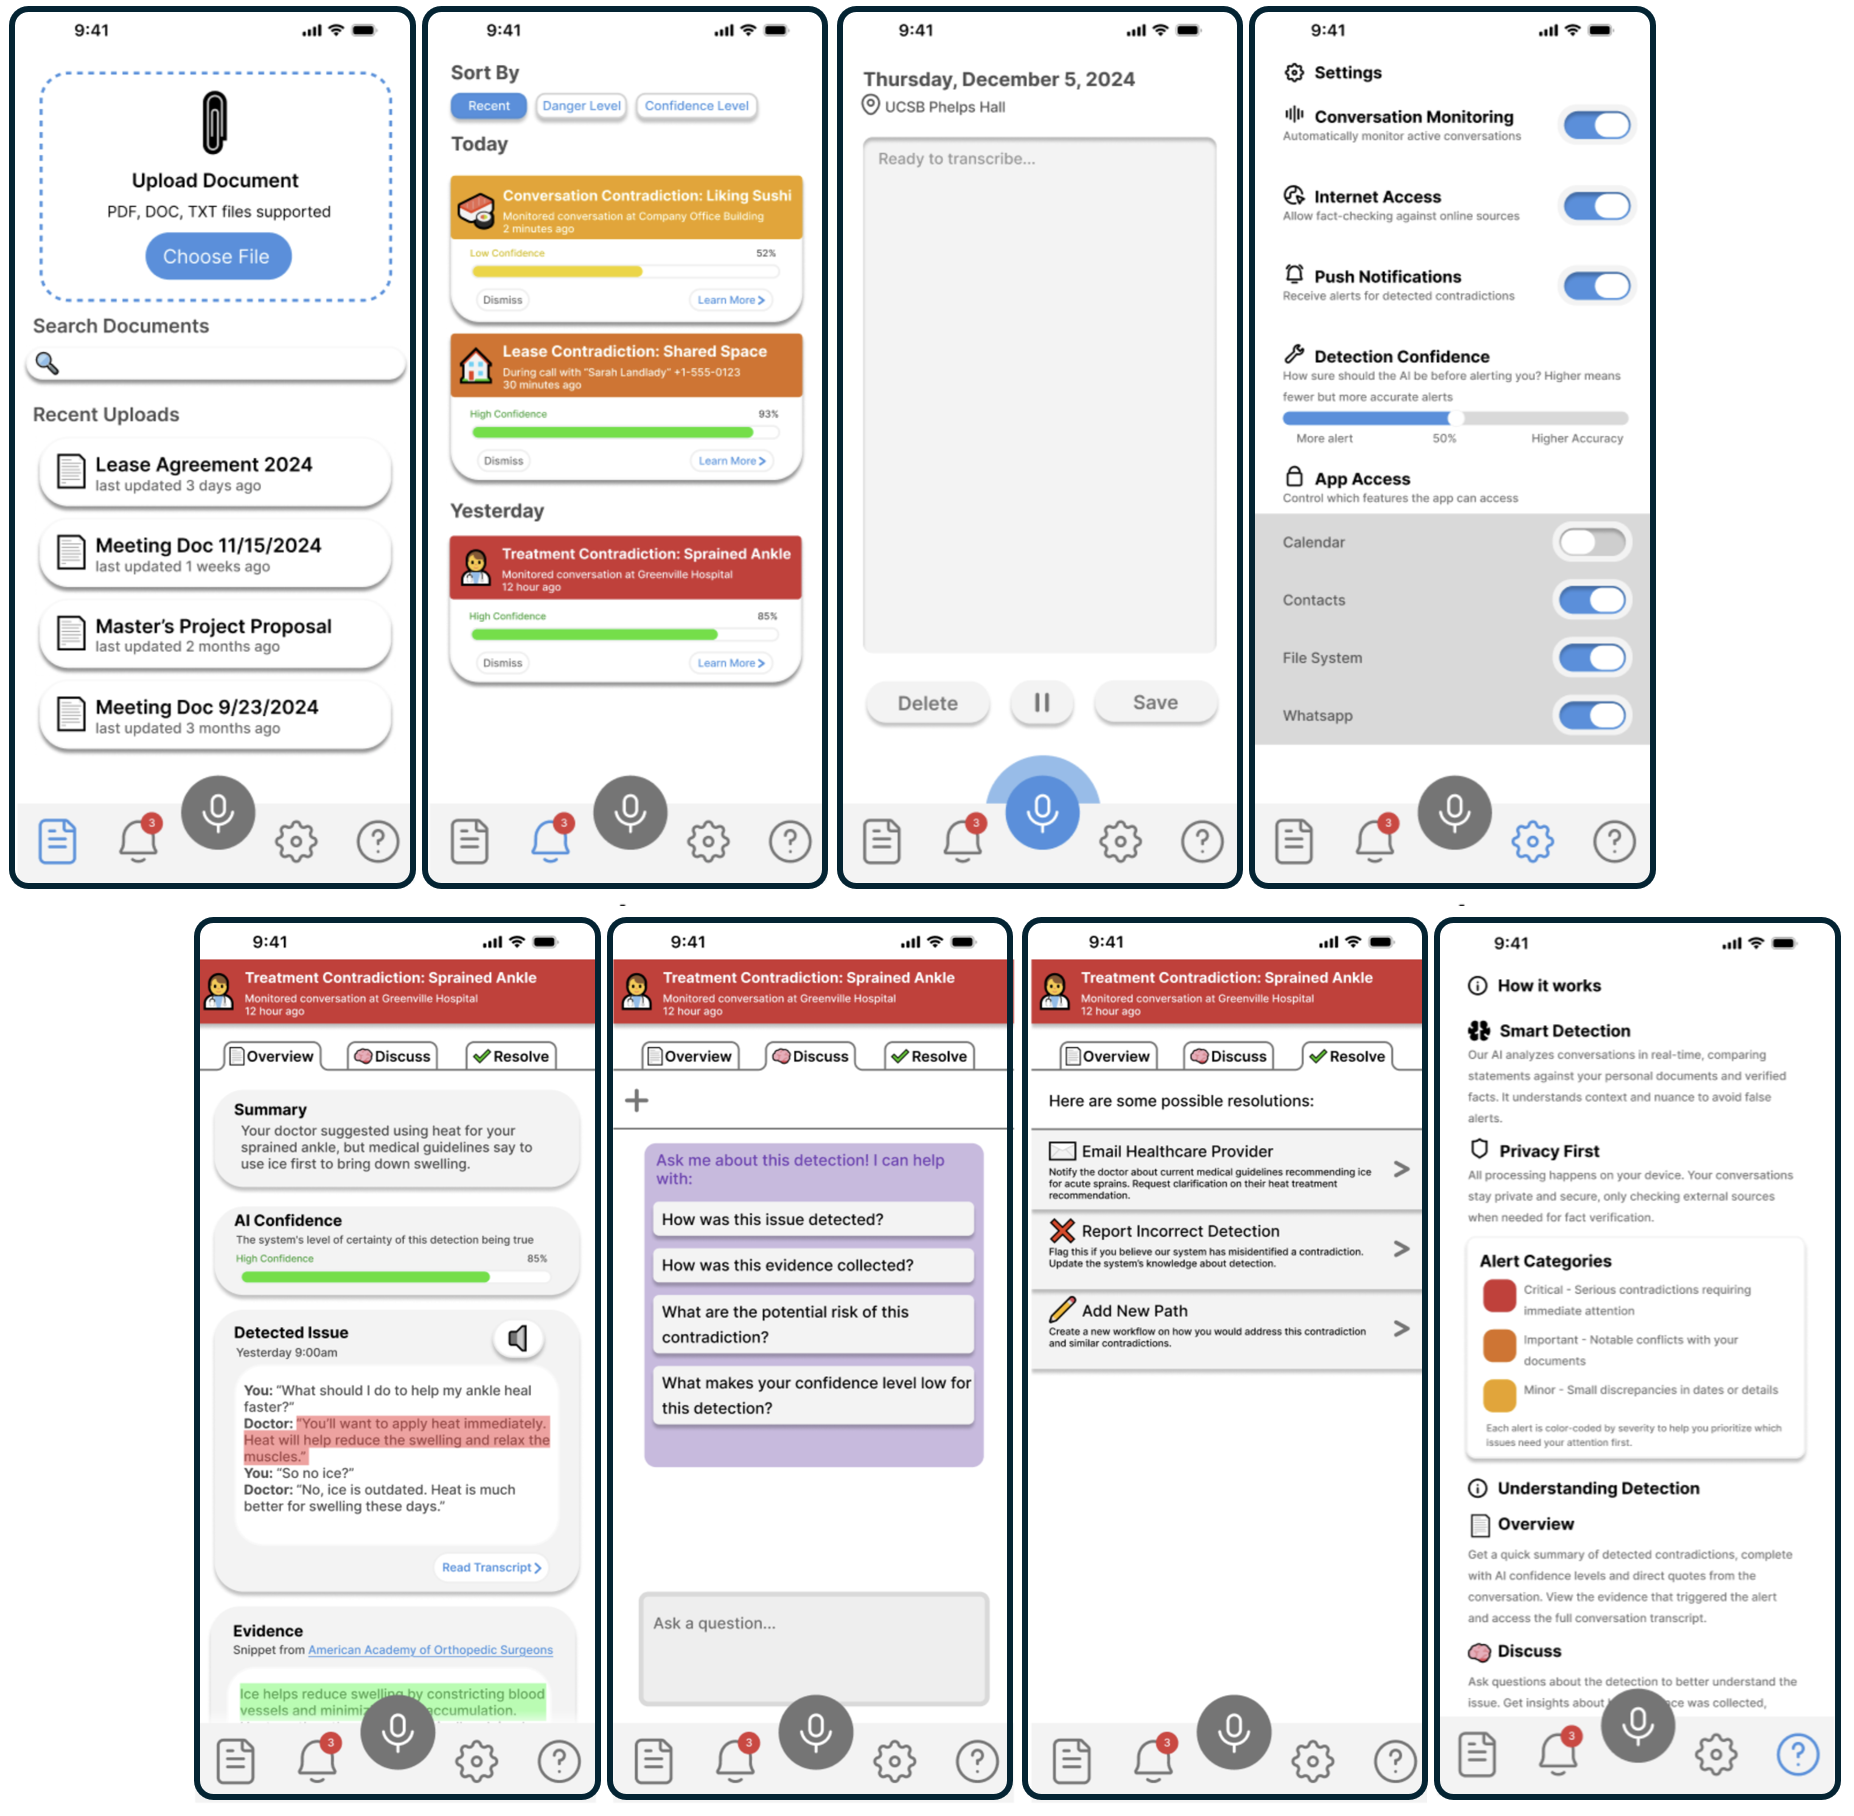 9:41
Upload Document
PDF, DOC, TXT files supported
Choose File
Search Documents
Recent Uploads
Lease Agreement 2024
last updated 3 days ago
Meeting Doc 11/15/2024
last updated 1 weeks ago
Master's Project Proposal
last updated 2 months ago
Meeting Doc 9/23/2024
last updated 3 months ago
3
9:41
Sort By
Recent
Danger Level
Confidence Level
Today
Conversation Contradiction: Liking Sushi
Monitored conversation at Company Office Building
2 minutes ago
Low Confidence
52%
Dismiss
Learn More >
Lease Contradiction: Shared Space
During call with "Sarah Landlady" +1-555-0123
30 minutes ago
High Confidence
93%
Dismiss
Learn More >
Yesterday
Treatment Contradiction: Sprained Ankle
Monitored conversation at Greenville Hospital
12 hour ago
High Confidence
85%
Dismiss
Learn More >
3
9:41
Thursday, December 5, 2024
UCSB Phelps Hall
Ready to transcribe...
Delete
Save
3
9:41
Settings
Conversation Monitoring
Automatically monitor active conversations
Internet Access
Allow fact-checking against online sources
Push Notifications
Receive alerts for detected contradictions
Detection Confidence
How sure should the AI be before alerting you? Higher means
fewer but more accurate alerts
More alert
50%
Higher Accuracy
App Access
Control which features the app can access
Calendar
Contacts
File System
Whatsapp
3
9:41
Treatment Contradiction: Sprained Ankle
Monitored conversation at Greenville Hospital
12 hour ago
Overview
Discuss
Resolve
Summary
Your doctor suggested using heat for your
sprained ankle, but medical guidelines say to
use ice first to bring down swelling.
AI Confidence
The system's level of certainty of this detection being true
High Confidence
85%
Detected Issue
Yesterday 9:00am
You: "What should I do to help my ankle heal
faster?"
Doctor: "You'll want to apply heat immediately.
Heat will help reduce the swelling and relax the
muscles."
You: "So no ice?"
Doctor: "No, ice is outdated. Heat is much
better for swelling these days."
Read Transcript >
Evidence
Snippet from American Academy of Orthopedic Surgeons
Ice helps reduce swelling by constricting blood
vessels and accumulation.
3
9:41
Treatment Contradiction: Sprained Ankle
Monitored conversation at Greenville Hospital
12 hour ago
Overview
Discuss
Resolve
+
Ask me about this detection! I can help
with:
How was this issue detected?
How was this evidence collected?
What are the potential risk of this
contradiction?
What makes your confidence level low for
this detection?
Ask a question...
3
9:41
Treatment Contradiction: Sprained Ankle
Monitored conversation at Greenville Hospital
12 hour ago
Overview
Discuss
Resolve
Here are some possible resolutions:
Email Healthcare Provider
Notify the doctor about current medical guidelines recommending ice
for acute sprains. Request clarification on their heat treatment
recommendation.
>
Report Incorrect Detection
Flag this if you believe our system has misidentified a contradiction.
Update the system's knowledge about detection.
>
Add New Path
Create a new workflow on how you would address this contradiction
and similar contradictions.
>
3
9:41
How it works
Smart Detection
Our AI analyzes conversations in real-time, comparing
statements against your personal documents and verified
facts. It understands context and nuance to avoid false
alerts.
Privacy First
All processing happens on your device. Your conversations
stay private and secure, only checking external sources
when needed for fact verification.
Alert Categories
Critical - Serious contradictions requiring
immediate attention
Important - Notable conflicts with your
documents
Minor - Small discrepancies in dates or details
Each alert is color-coded by severity to help you prioritize which
issues need your attention first.
Understanding Detection
Overview
Get a quick summary of detected contradictions, complete
with AI confidence levels and direct quotes from the
conversation. View the evidence that triggered the alert
and access the full conversation transcript.
Discuss
Ask questions about the detection to better understand the
issue. Get insights about was collected,
3